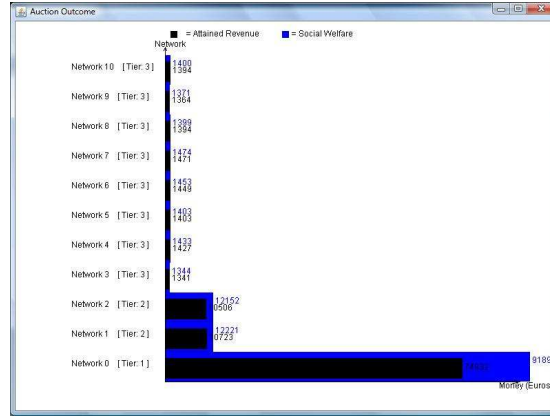 Auction Outcome
= Attained Revenue = Social Welfare
Network
Network 10 [Tier: 3] 1400
1394
Network 9 [Tier: 3] 1371
1364
Network 8 [Tier: 3] 1399
1394
Network 7 [Tier: 3] 1474
1471
Network 6 [Tier: 3] 1453
1449
Network 5 [Tier: 3] 1403
1403
Network 4 [Tier: 3] 1433
1427
Network 3 [Tier: 3] 1344
1341
Network 2 [Tier: 2] 12152
0506
Network 1 [Tier: 2] 12221
0723
Network 0 [Tier: 1] 9189
Money (Euros